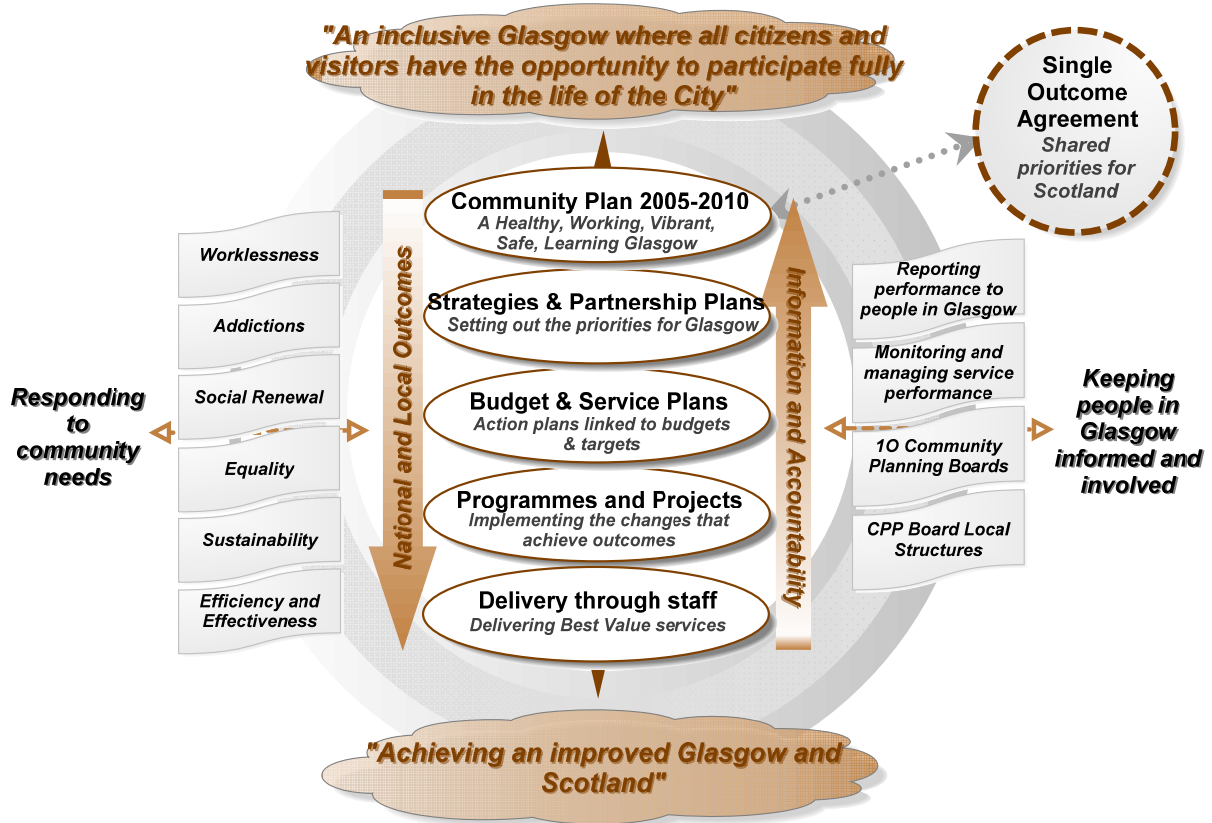 "An inclusive Glasgow where all citizens and
visitors have the opportunity to participate fully
in the life of the City"
Single
Outcome
Agreement
Shared
priorities for
Scotland
Community Plan 2005-2010
A Healthy, Working, Vibrant,
Safe, Learning Glasgow
Strategies & Partnership Plans
Setting out the priorities for Glasgow
Budget & Service Plans
Action plans linked to budgets
& targets
Programmes and Projects
Implementing the changes that
achieve outcomes
Delivery through staff
Delivering Best Value services
National and Local Outcomes
Information and Accountability
Responding
to
community
needs
Worklessness
Addictions
Social Renewal
Equality
Sustainability
Efficiency and
Effectiveness
Reporting
performance to
people in Glasgow
Monitoring and
managing service
performance
1O Community
Planning Boards
CPP Board Local
Structures
Keeping
people in
Glasgow
informed and
involved
"Achieving an improved Glasgow and
Scotland"